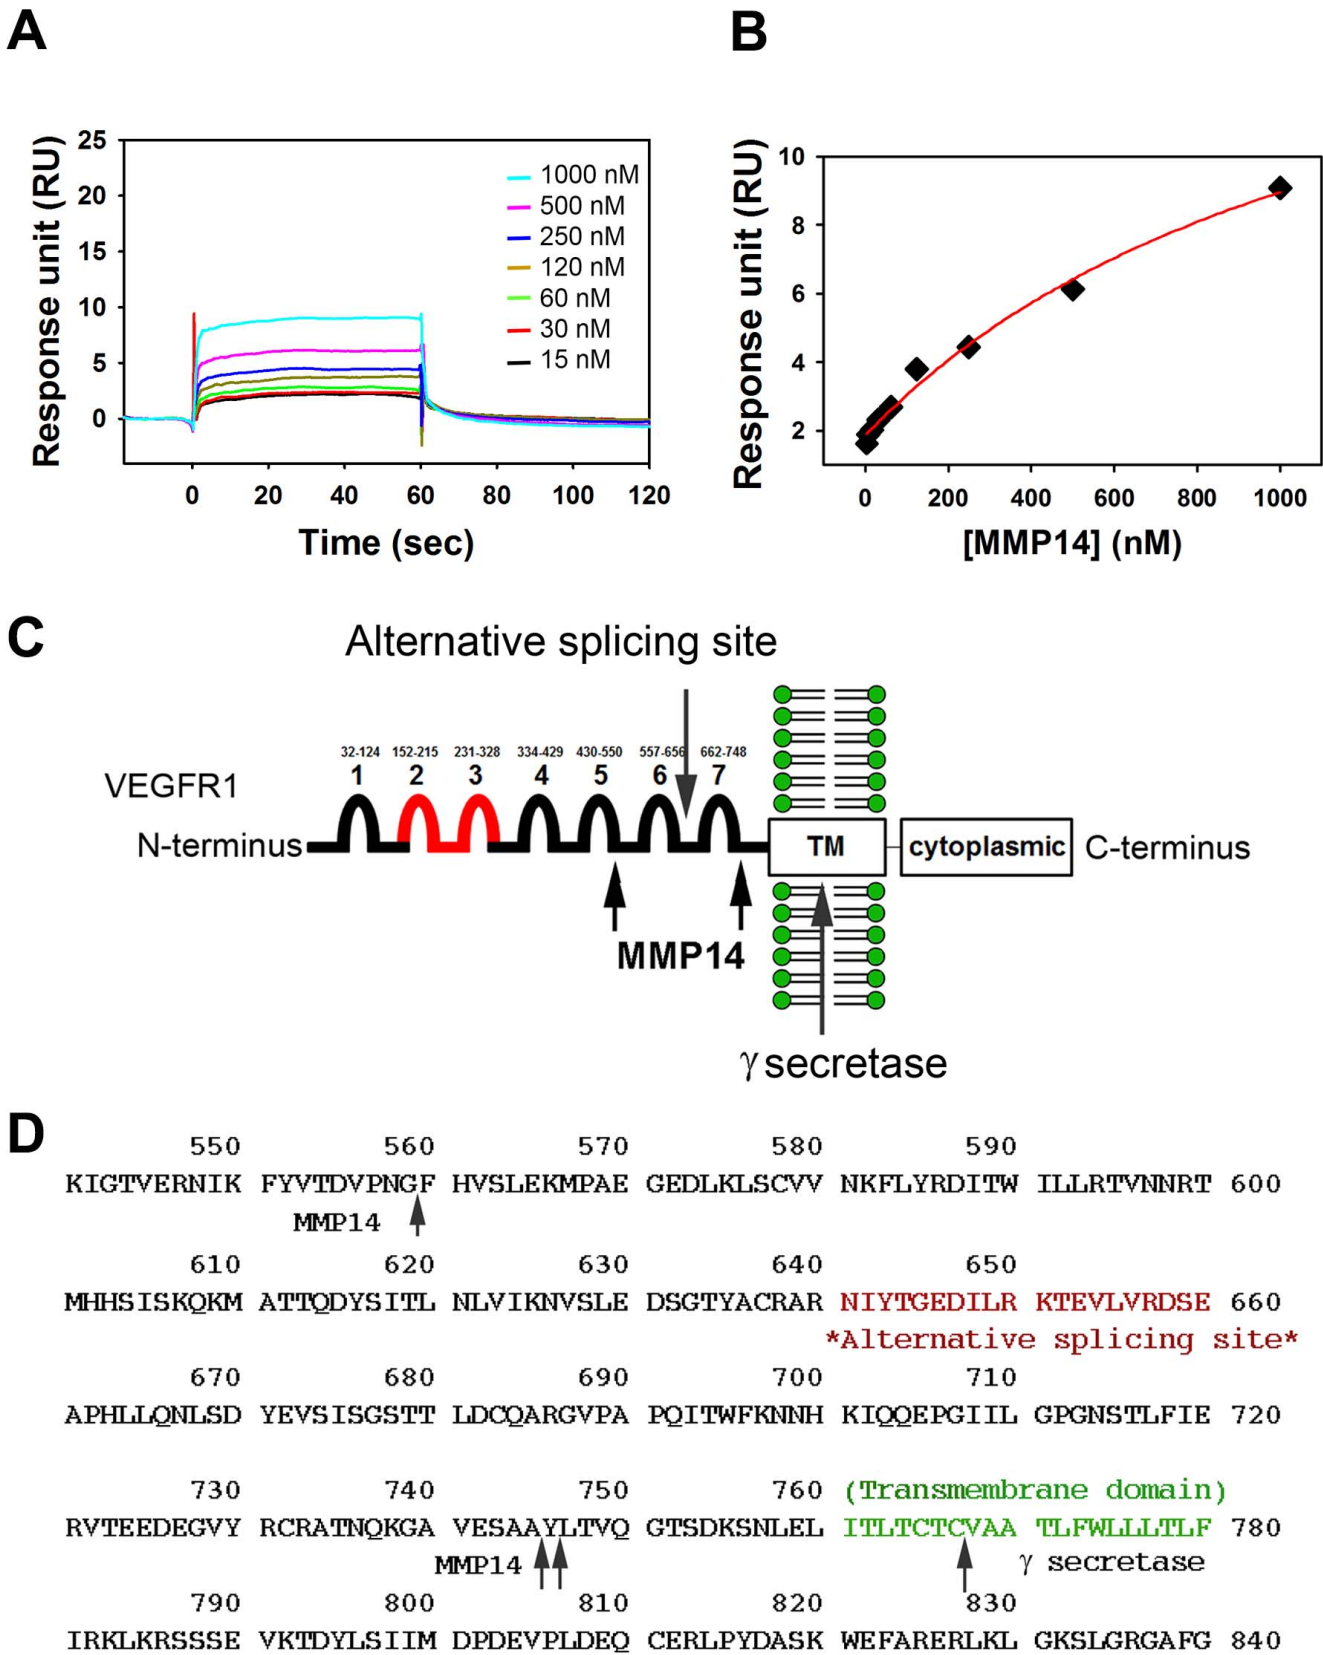 A
B
25
20
15
10
5
0
Response unit (RU)
1000 nM
500 nM
250 nM
120 nM
60 nM
30 nM
15 nM
0 20 40 60 80 100 120
Time (sec)
10
8
6
4
2
Response unit (RU)
0 200 400 600 800 1000
[MMP14] (nM)
C
Alternative splicing site
32-124 152-215 231-328 334-429 430-550 557-656 662-748
1 2 3 4 5 6 7
VEGFR1
N-terminus
TM
cytoplasmic
C-terminus
MMP14
γ secretase
D
550 560 570 580 590
KIGTVERNIK FYVTDVPNGF HVSLEKMPAE GEDLKLSCVV NKFLYRDITW ILLRTVNNRT 600
MMP14
610 620 630 640 650
MHHSISKQKM ATTQDYSITL NLVIKNVSLE DSGTYACRAR NIYTGEDILR KTEVLVRDSE 660
*Alternative splicing site*
670 680 690 700 710
APHLLQNLSD YEVSISGSTT LDCQARGVPA PQITWFKNNH KIQQEPGIIL GPGNSTLFIE 720
730 740 750 760 (Transmembrane domain)
RVTEEDEGVY RCRATNQKGA VESAAYLTVQ GTSDKSNLEL ITLTCTCVAA TLFWLLLTLF 780
MMP14 γ secretase
790 800 810 820 830
IRKLKRSSSE VKTDYLSIIM DPDEVPLDEQ CERLPYDASK WEFARERLKL GKSLGRGAFG 840